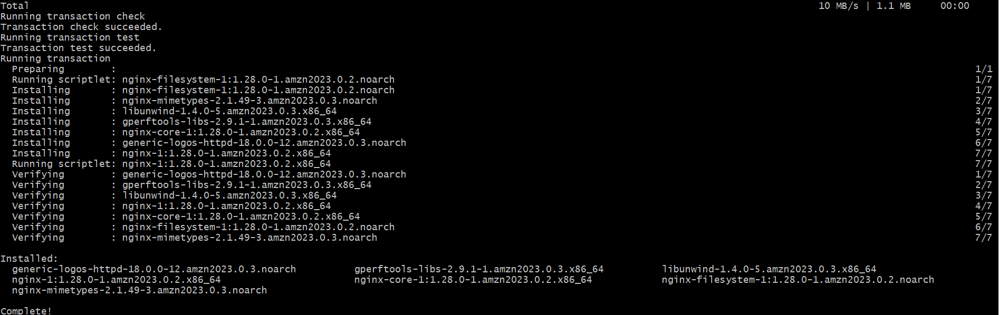 Total 10 MB/s | 1.1 MB 00:00
Running transaction check
Transaction check succeeded.
Running transaction test
Transaction test succeeded.
Running transaction
  Preparing        : 1/1
  Running scriptlet: nginx-filesystem-1:1.28.0-1.amzn2023.0.2.noarch 1/7
  Installing       : nginx-filesystem-1:1.28.0-1.amzn2023.0.2.noarch 1/7
  Installing       : nginx-mimetypes-2.1.49-3.amzn2023.0.3.noarch 2/7
  Installing       : libunwind-1.4.0-5.amzn2023.0.3.x86_64 3/7
  Installing       : gperftools-libs-2.9.1-1.amzn2023.0.3.x86_64 4/7
  Installing       : nginx-core-1:1.28.0-1.amzn2023.0.2.x86_64 5/7
  Installing       : generic-logos-httpd-18.0.0-12.amzn2023.0.3.noarch 6/7
  Installing       : nginx-1:1.28.0-1.amzn2023.0.2.x86_64 7/7
  Running scriptlet: nginx-1:1.28.0-1.amzn2023.0.2.x86_64 7/7
  Verifying        : generic-logos-httpd-18.0.0-12.amzn2023.0.3.noarch 1/7
  Verifying        : gperftools-libs-2.9.1-1.amzn2023.0.3.x86_64 2/7
  Verifying        : libunwind-1.4.0-5.amzn2023.0.3.x86_64 3/7
  Verifying        : nginx-1:1.28.0-1.amzn2023.0.2.x86_64 4/7
  Verifying        : nginx-core-1:1.28.0-1.amzn2023.0.2.x86_64 5/7
  Verifying        : nginx-filesystem-1:1.28.0-1.amzn2023.0.2.noarch 6/7
  Verifying        : nginx-mimetypes-2.1.49-3.amzn2023.0.3.noarch 7/7
Installed:
  generic-logos-httpd-18.0.0-12.amzn2023.0.3.noarch gperftools-libs-2.9.1-1.amzn2023.0.3.x86_64 libunwind-1.4.0-5.amzn2023.0.3.x86_64
  nginx-1:1.28.0-1.amzn2023.0.2.x86_64 nginx-core-1:1.28.0-1.amzn2023.0.2.x86_64 nginx-filesystem-1:1.28.0-1.amzn2023.0.2.noarch
  nginx-mimetypes-2.1.49-3.amzn2023.0.3.noarch
Complete!